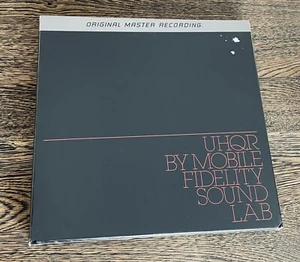 ORIGINAL MASTER RECORDING
UHQR
BY MOBILE
FIDELITY
SOUND
LAB